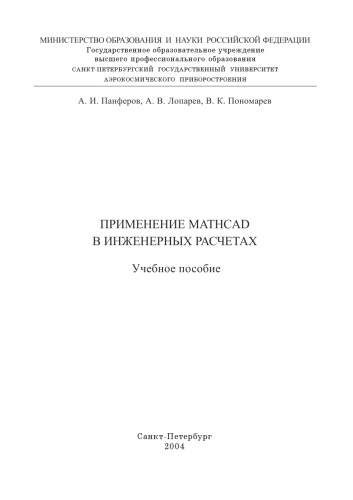 МИНИСТЕРСТВО ОБРАЗОВАНИЯ И НАУКИ РОССИЙСКОЙ ФЕДЕРАЦИИ
Государственное образовательное учреждение
высшего профессионального образования
САНКТ-ПЕТЕРБУРГСКИЙ ГОСУДАРСТВЕННЫЙ УНИВЕРСИТЕТ
АЭРОКОСМИЧЕСКОГО ПРИБОРОСТРОЕНИЯ
А. И. Панферов, А. В. Лопарев, В. К. Пономарев
ПРИМЕНЕНИЕ MATHCAD
В ИНЖЕНЕРНЫХ РАСЧЕТАХ
Учебное пособие
Санкт-Петербург
2004